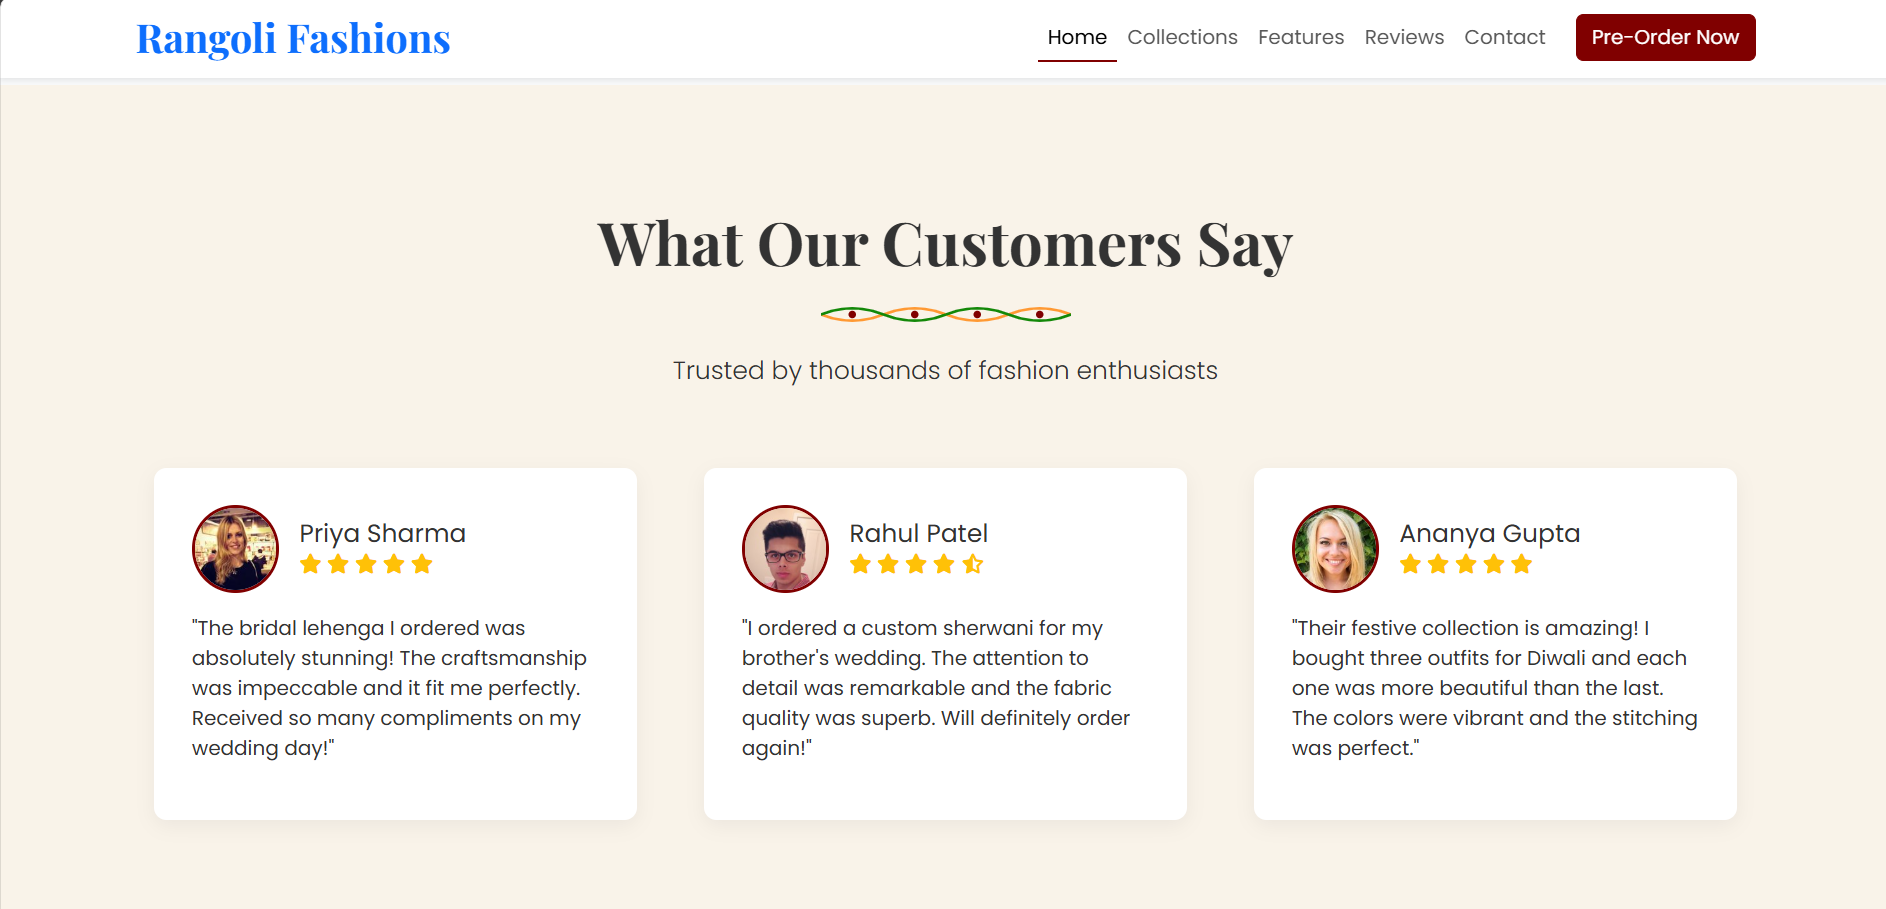 Rangoli Fashions
Home Collections Features Reviews Contact Pre-Order Now
What Our Customers Say
Trusted by thousands of fashion enthusiasts
Priya Sharma
"The bridal lehenga I ordered was
absolutely stunning! The craftsmanship
was impeccable and it fit me perfectly.
Received so many compliments on my
wedding day!"
Rahul Patel
"I ordered a custom sherwani for my
brother's wedding. The attention to
detail was remarkable and the fabric
quality was superb. Will definitely order
again!"
Ananya Gupta
"Their festive collection is amazing! I
bought three outfits for Diwali and each
one was more beautiful than the last.
The colors were vibrant and the stitching
was perfect."